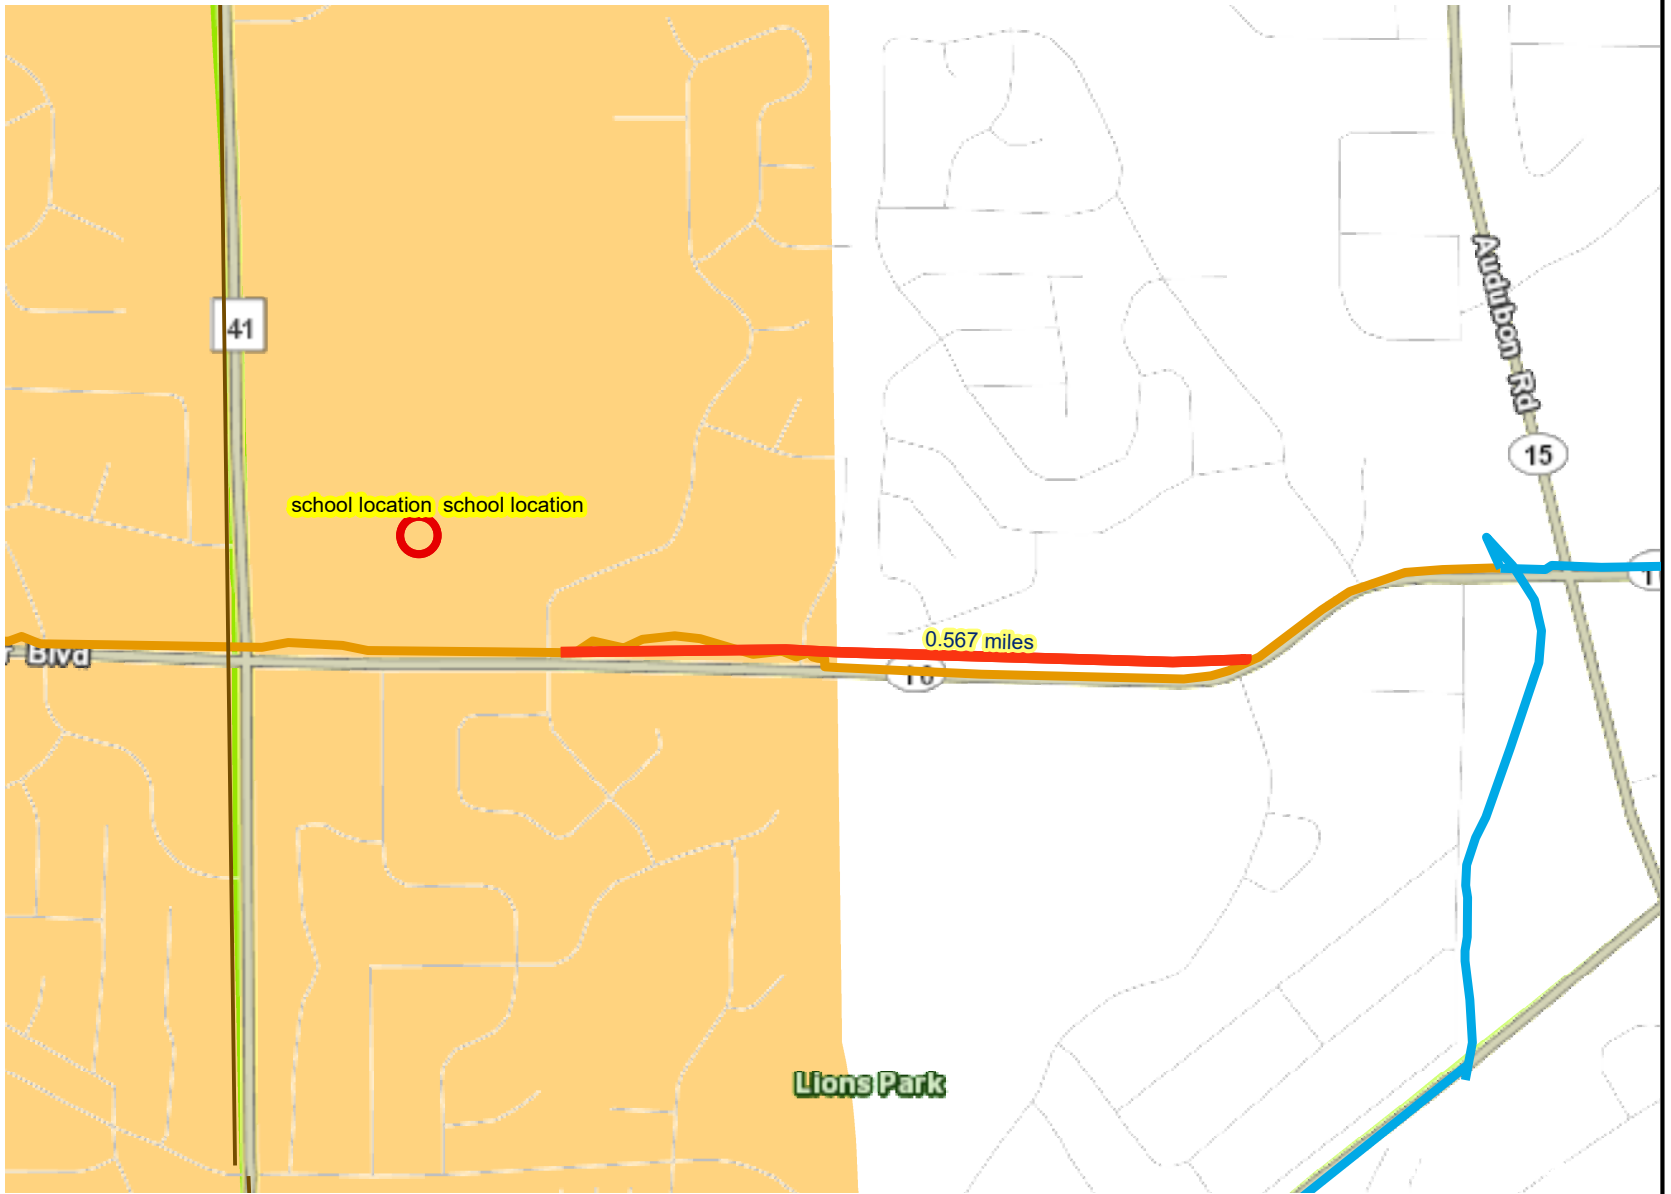 41
Audubon Rd
15
school location school location
0.567 miles
Blvd
Lions Park